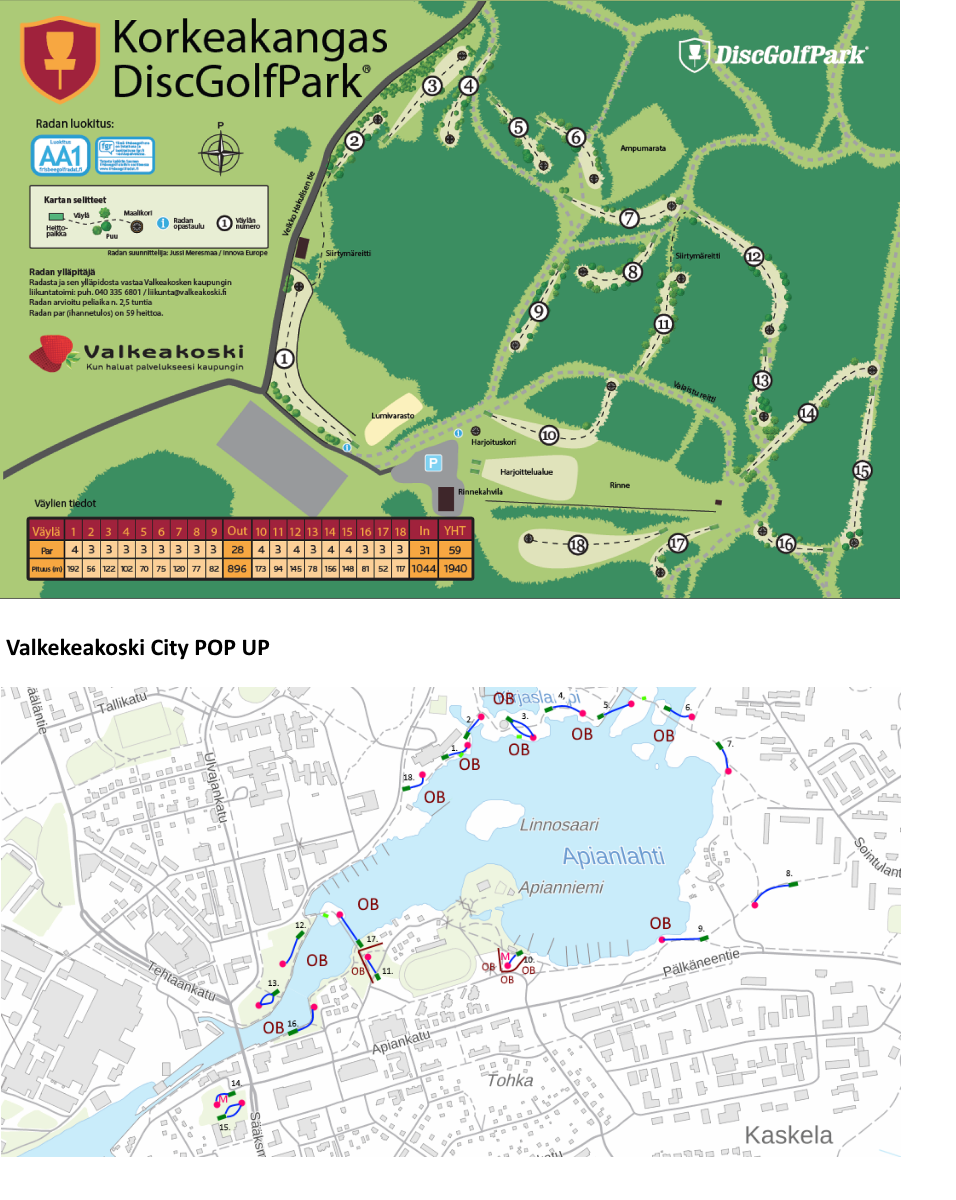 Korkeakangas
DiscGolfPark®
DiscGolfPark®
Radan luokitus:
Luokitus
AA1
frisbeegolfradat.fi
fgr
P
Kartan selitteet
Heitto-
paikka
Väylä
Puu
Maalikori
i Radan
opastaulu
1 Väylän
numero
Radan suunnittelija: Jussi Meresmaa / Innova Europe
Radan ylläpitäjä
Radasta ja sen ylläpidosta vastaa Valkeakosken kaupungin
liikuntatoimi: puh. 040 335 6801 / liikunta@valkeakoski.fi
Radan arvioitu peliaika n. 2,5 tuntia
Radan par (ihannetulos) on 59 heittoa.
Valkeakoski
Kun haluat palvelukseesi kaupungin
Veikko Hakulisen tie
Siirtymäreitti
Ampumarata
Siirtymäreitti
Valaistu reitti
Lumivarasto
Harjoituskori
Harjoittelualue
Rinne
Rinnekahvila
P
i
i
1
2
3
4
5
6
7
8
9
10
11
12
13
14
15
16
17
18
Väylien tiedot
Väylä 1 2 3 4 5 6 7 8 9 Out 10 11 12 13 14 15 16 17 18 In YHT
Par 4 3 3 3 3 3 3 3 3 28 4 3 4 3 4 4 3 3 3 31 59
Pituus (m) 192 56 122 102 70 75 120 77 82 896 173 94 145 78 156 148 81 52 117 1044 1940
Valkekeakoski City POP UP
Tallikatu
Ulvajankatu
Tehtaankatu
Apiankatu
Pälkäneentie
Linnosaari
Apianlahti
Apianniemi
Tohka
Kaskela
OB
OB
OB
OB
OB
OB
OB
OB
OB
OB
OB
OB
OB
OB
M
M
1.
2.
3.
4.
5.
6.
7.
8.
9.
10.
11.
12.
13.
14.
15.
16.
17.
18.